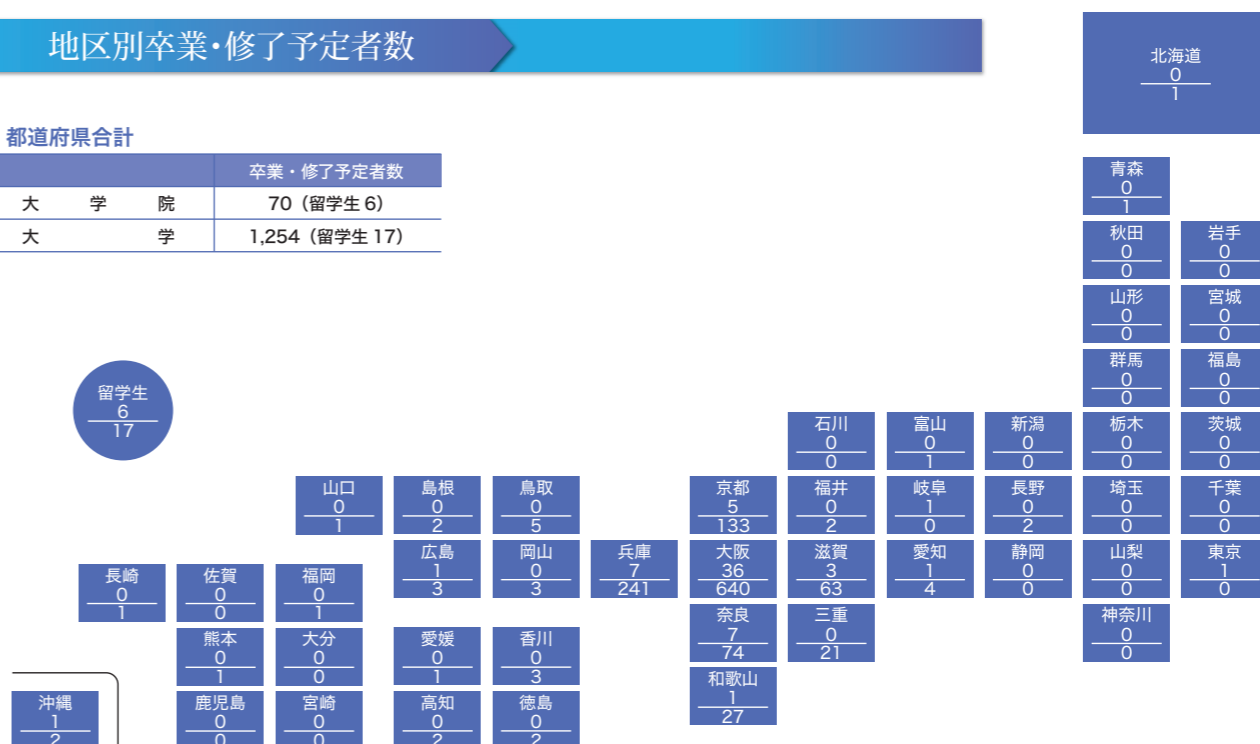 地区別卒業・修了予定者数
都道府県合計
卒業・修了予定者数
大学院 70（留学生 6）
大学 1,254（留学生 17）
北海道
0
1
青森
0
1
秋田
0
0
岩手
0
0
山形
0
0
宮城
0
0
群馬
0
0
福島
0
0
留学生
6
17
石川
0
0
富山
0
1
新潟
0
0
栃木
0
0
茨城
0
0
山口
0
1
島根
0
2
鳥取
0
5
京都
5
133
福井
0
2
岐阜
1
0
長野
0
2
埼玉
0
0
千葉
0
0
広島
1
3
岡山
0
3
兵庫
7
241
大阪
36
640
滋賀
3
63
愛知
1
4
静岡
0
0
山梨
0
0
東京
1
0
長崎
0
1
佐賀
0
0
福岡
0
1
奈良
7
74
三重
0
21
神奈川
0
0
熊本
0
1
大分
0
0
愛媛
0
1
香川
0
3
和歌山
1
27
沖縄
1
2
鹿児島
0
0
宮崎
0
0
高知
0
2
徳島
0
2